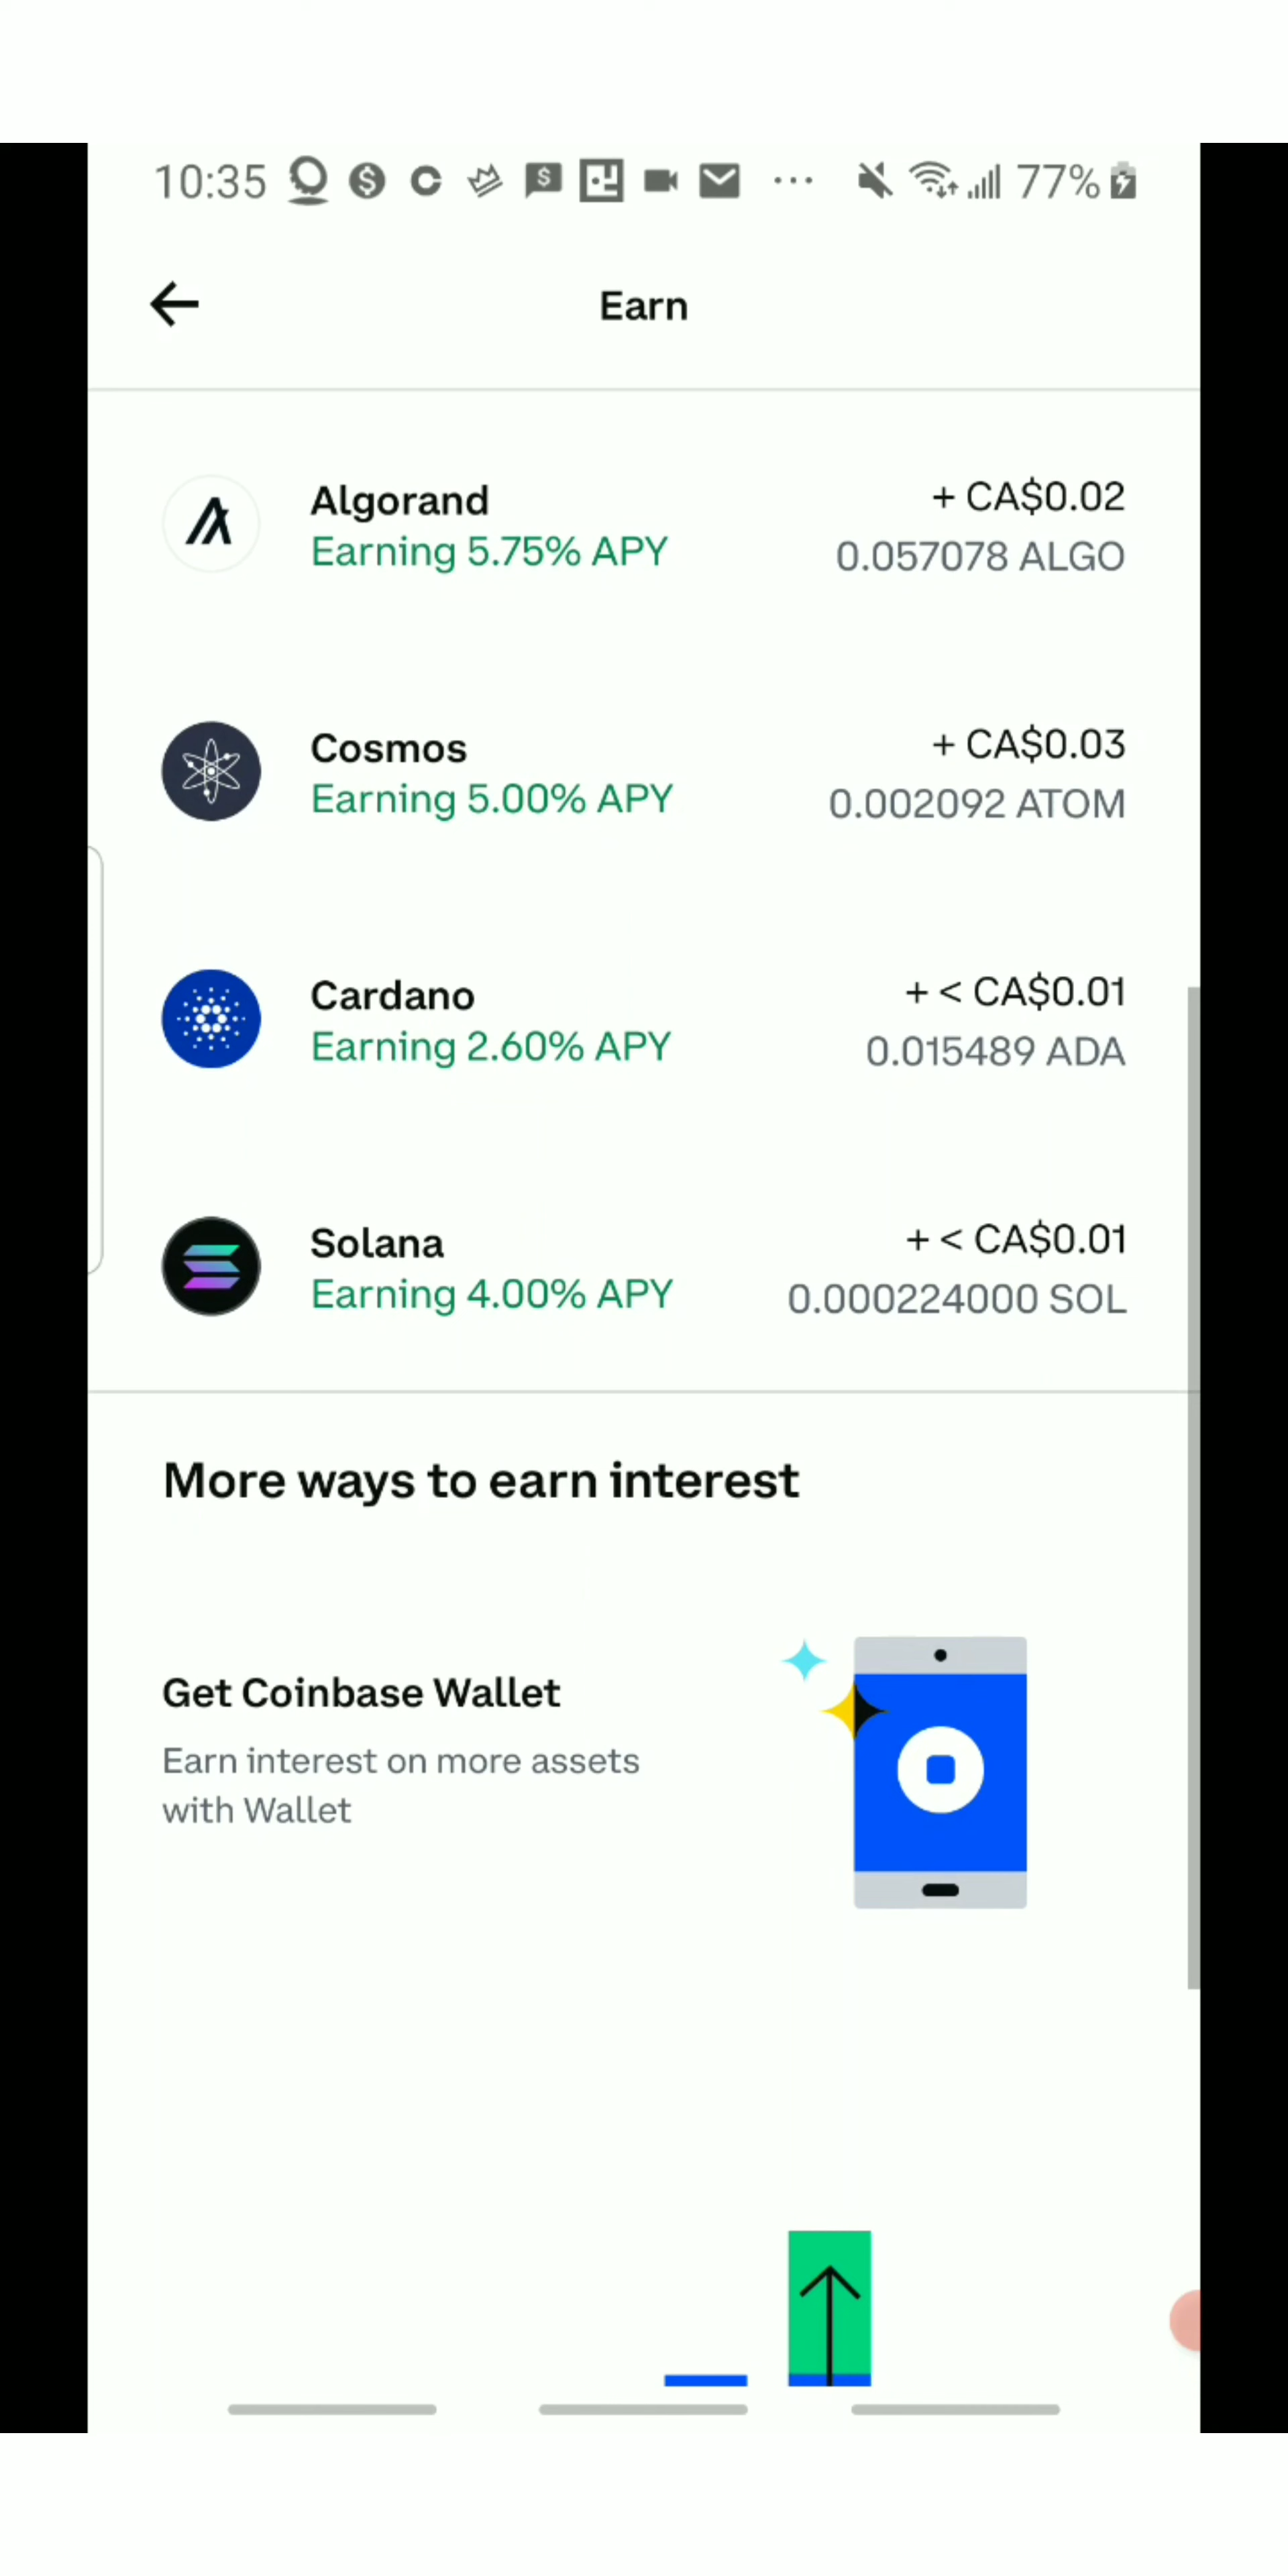 10:35 77%
Earn
Algorand + CA$0.02
Earning 5.75% APY 0.057078 ALGO
Cosmos + CA$0.03
Earning 5.00% APY 0.002092 ATOM
Cardano + < CA$0.01
Earning 2.60% APY 0.015489 ADA
Solana + < CA$0.01
Earning 4.00% APY 0.000224000 SOL
More ways to earn interest
Get Coinbase Wallet
Earn interest on more assets
with Wallet